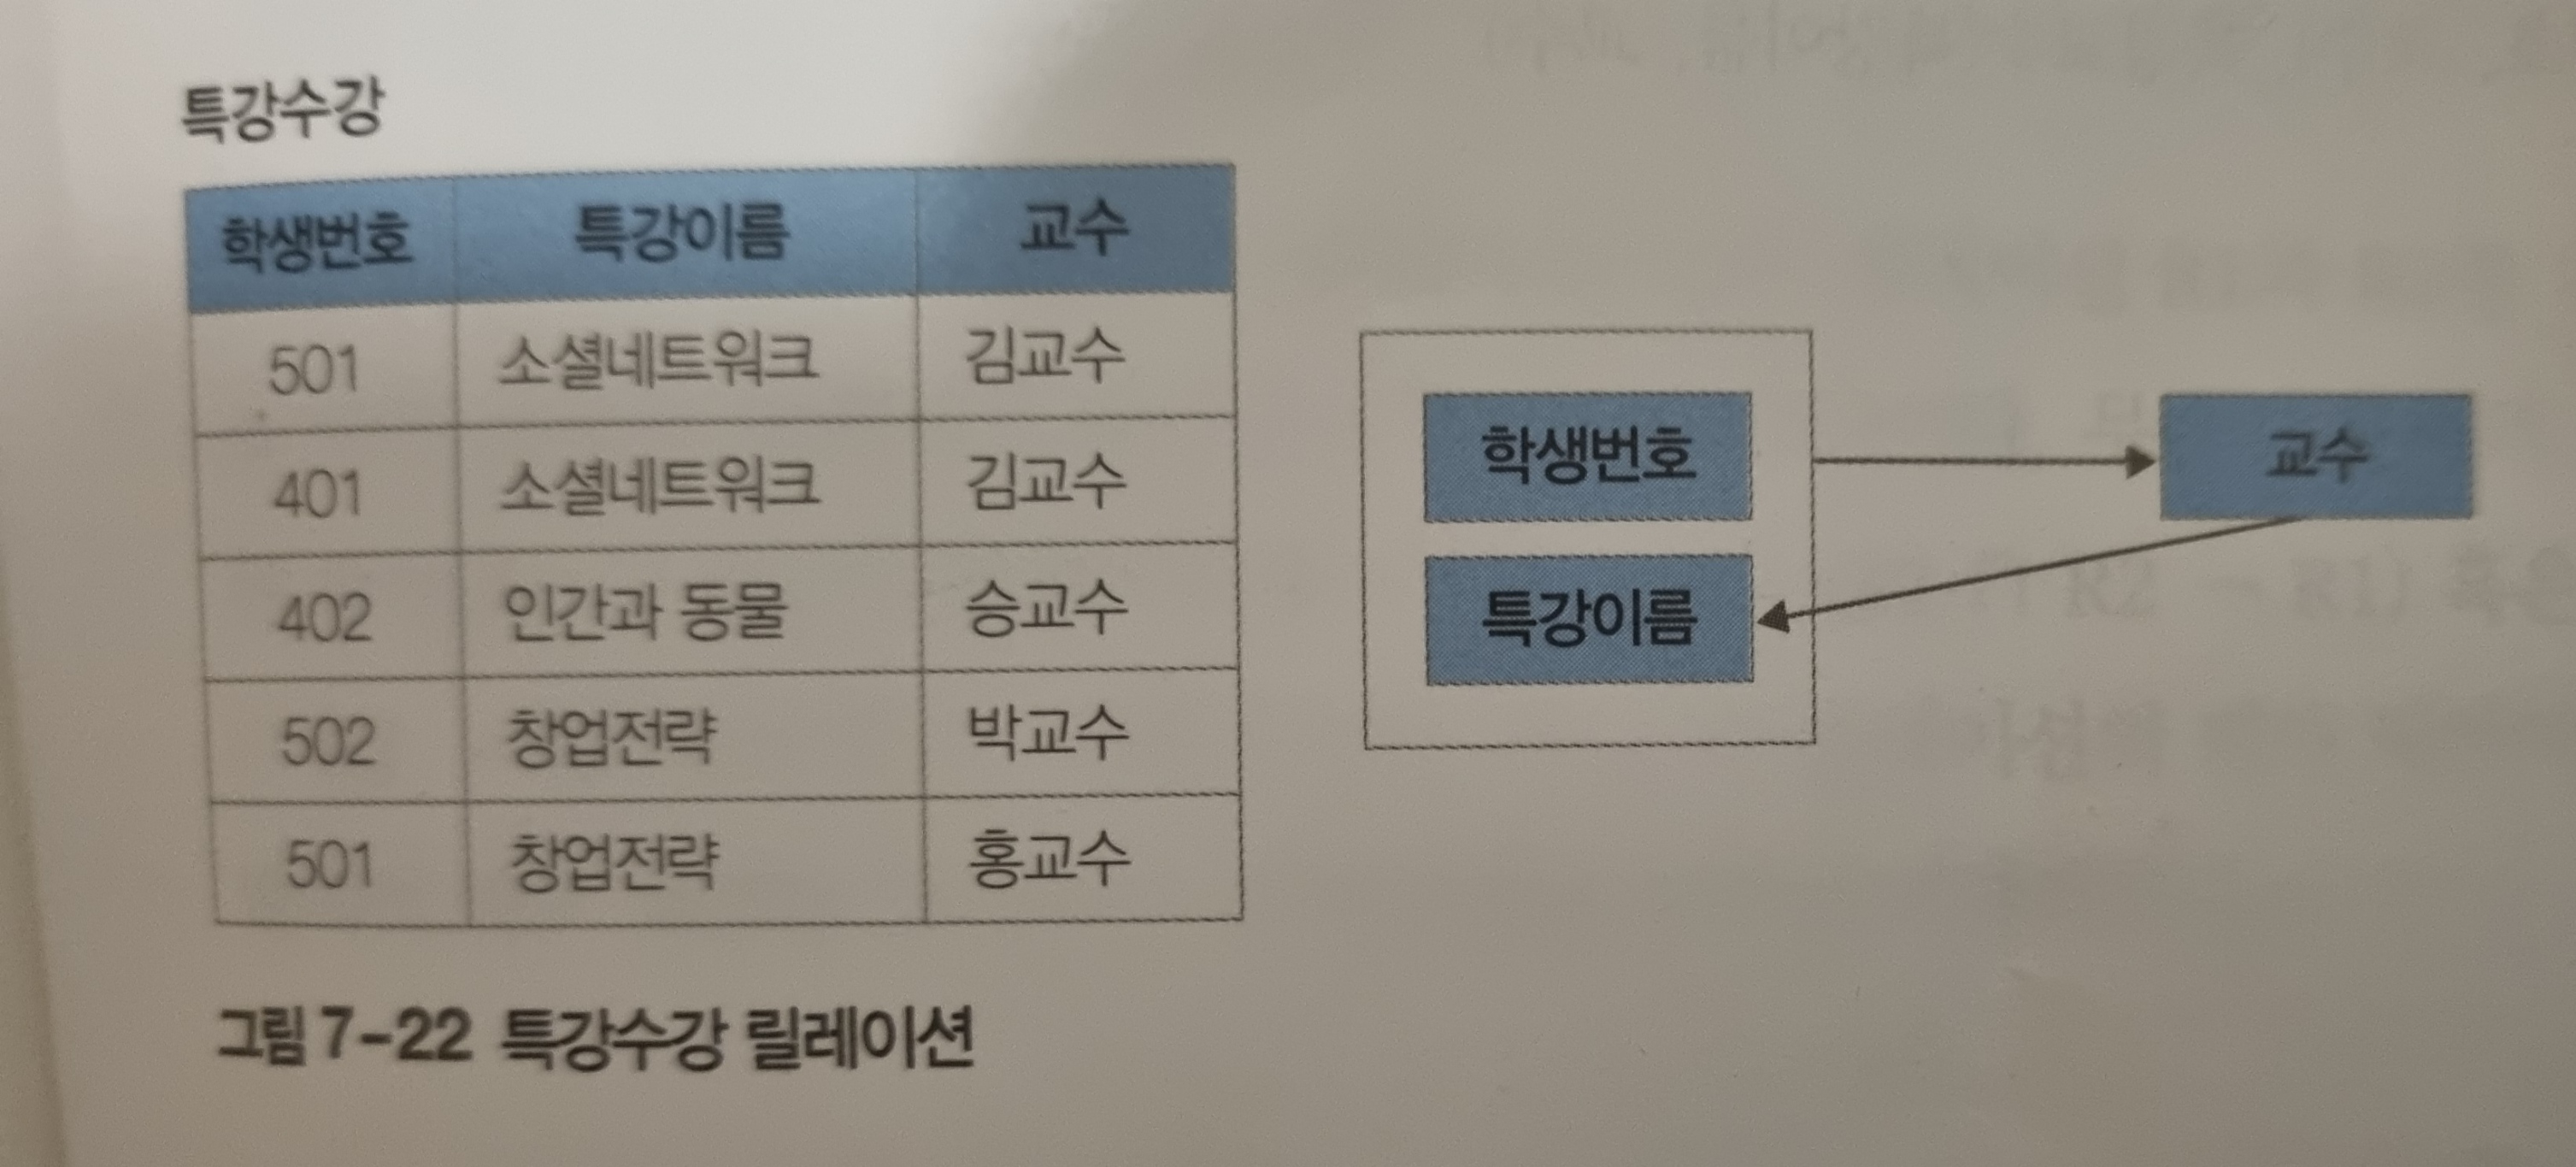 특강수강
학생번호 특강이름 교수
501 소셜네트워크 김교수
401 소셜네트워크 김교수
402 인간과 동물 승교수
502 창업전략 박교수
501 창업전략 홍교수
학생번호 교수
특강이름
그림 7-22 특강수강 릴레이션